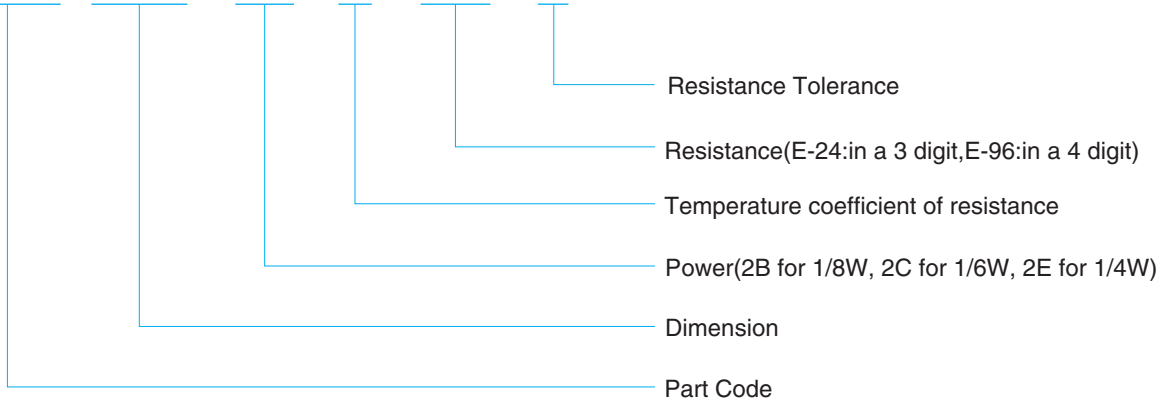 Resistance Tolerance
Resistance(E-24:in a 3 digit,E-96:in a 4 digit)
Temperature coefficient of resistance
Power(2B for 1/8W, 2C for 1/6W, 2E for 1/4W)
Dimension
Part Code